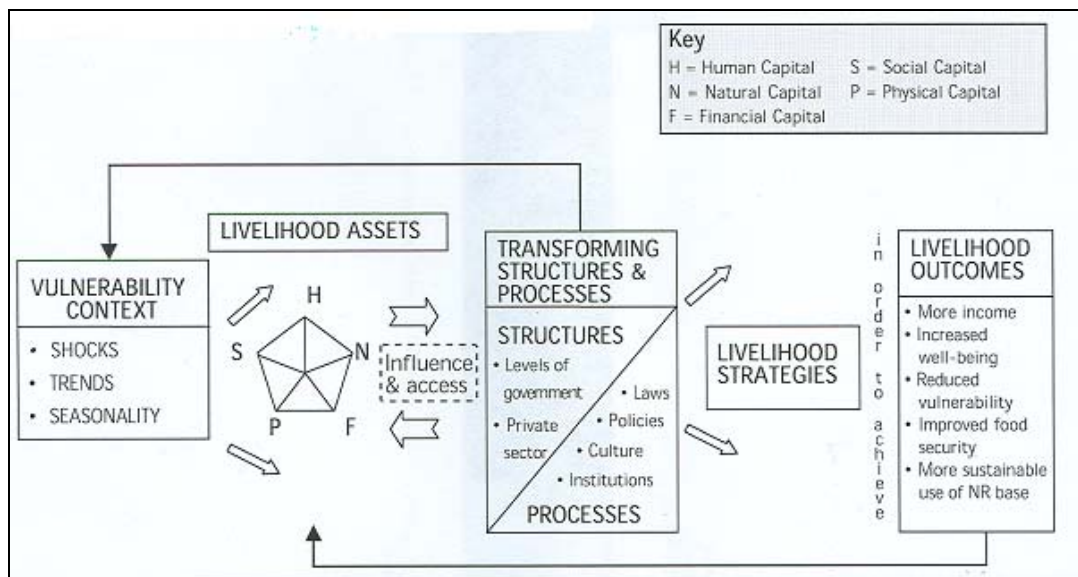 Key
H = Human Capital S = Social Capital
N = Natural Capital P = Physical Capital
F = Financial Capital
LIVELIHOOD ASSETS
VULNERABILITY
CONTEXT
• SHOCKS
• TRENDS
• SEASONALITY
H
S
N
P
F
Influence
& access
TRANSFORMING
STRUCTURES &
PROCESSES
STRUCTURES
• Levels of
government
• Private
sector
• Laws
• Policies
• Culture
• Institutions
PROCESSES
LIVELIHOOD
STRATEGIES
in order to achieve
LIVELIHOOD
OUTCOMES
• More income
• Increased
well-being
• Reduced
vulnerability
• Improved food
security
• More sustainable
use of NR base